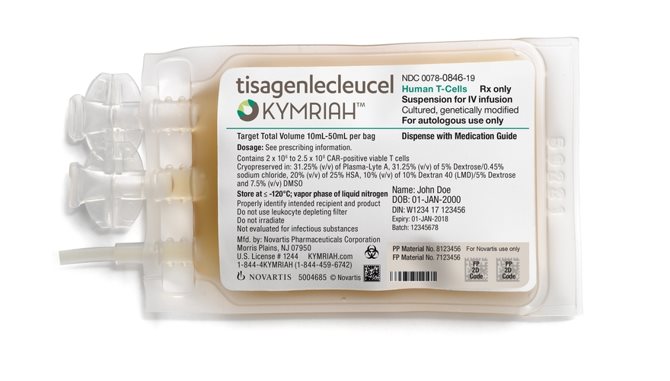 tisagenlecleucel
KYMRIAH™
NDC 0078-0846-19
Human T-Cells Rx only
Suspension for IV infusion
Cultured, genetically modified
For autologous use only
Target Total Volume 10mL-50mL per bag
Dispense with Medication Guide
Dosage: See prescribing information.
Contains 2 x 10⁶ to 2.5 x 10⁸ CAR-positive viable T cells
Cryopreserved in: 31.25% (v/v) of Plasma-Lyte A, 31.25% (v/v) of 5% Dextrose/0.45%
sodium chloride, 20% (v/v) of 25% HSA, 10% (v/v) of 10% Dextran 40 (LMD)/5% Dextrose
and 7.5% (v/v) DMSO
Store at ≤ -120°C; vapor phase of liquid nitrogen
Properly identify intended recipient and product
Do not use leukocyte depleting filter
Do not irradiate
Not evaluated for infectious substances
Name: John Doe
DOB: 01-JAN-2000
DIN: W1234 17 123456
Expiry: 01-JAN-2018
Batch: 12345678
Mfd. by: Novartis Pharmaceuticals Corporation
Morris Plains, NJ 07950
U.S. License # 1244 KYMRIAH.com
1-844-4KYMRIAH (1-844-459-6742)
NOVARTIS 5004685 © Novartis
PP Material No. 8123456 For Novartis use only
FP Material No. 7123456
PP
2D
Code
FP
2D
Code